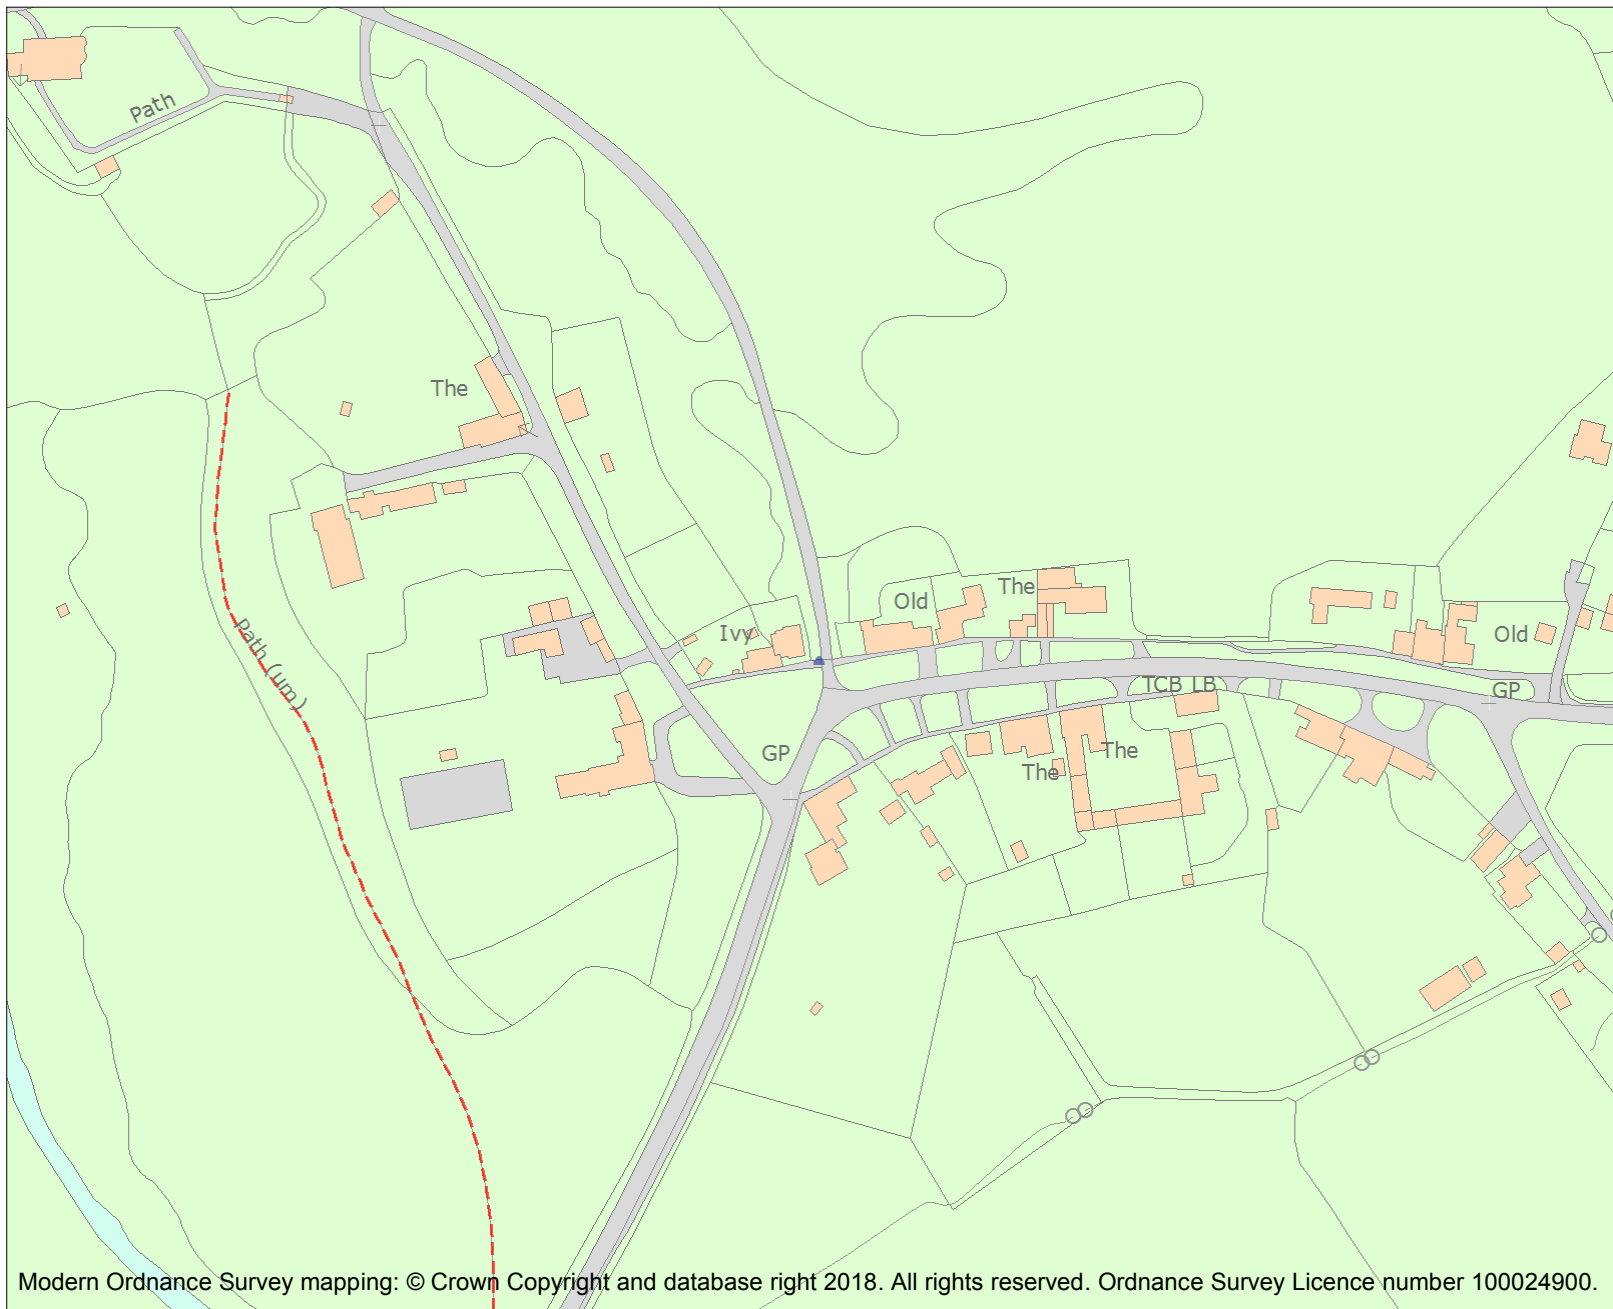 Path
The
Old
The
Ivy
Old
Path (um)
TCB LB
GP
GP
The
The
Modern Ordnance Survey mapping: © Crown Copyright and database right 2018. All rights reserved. Ordnance Survey Licence number 100024900.